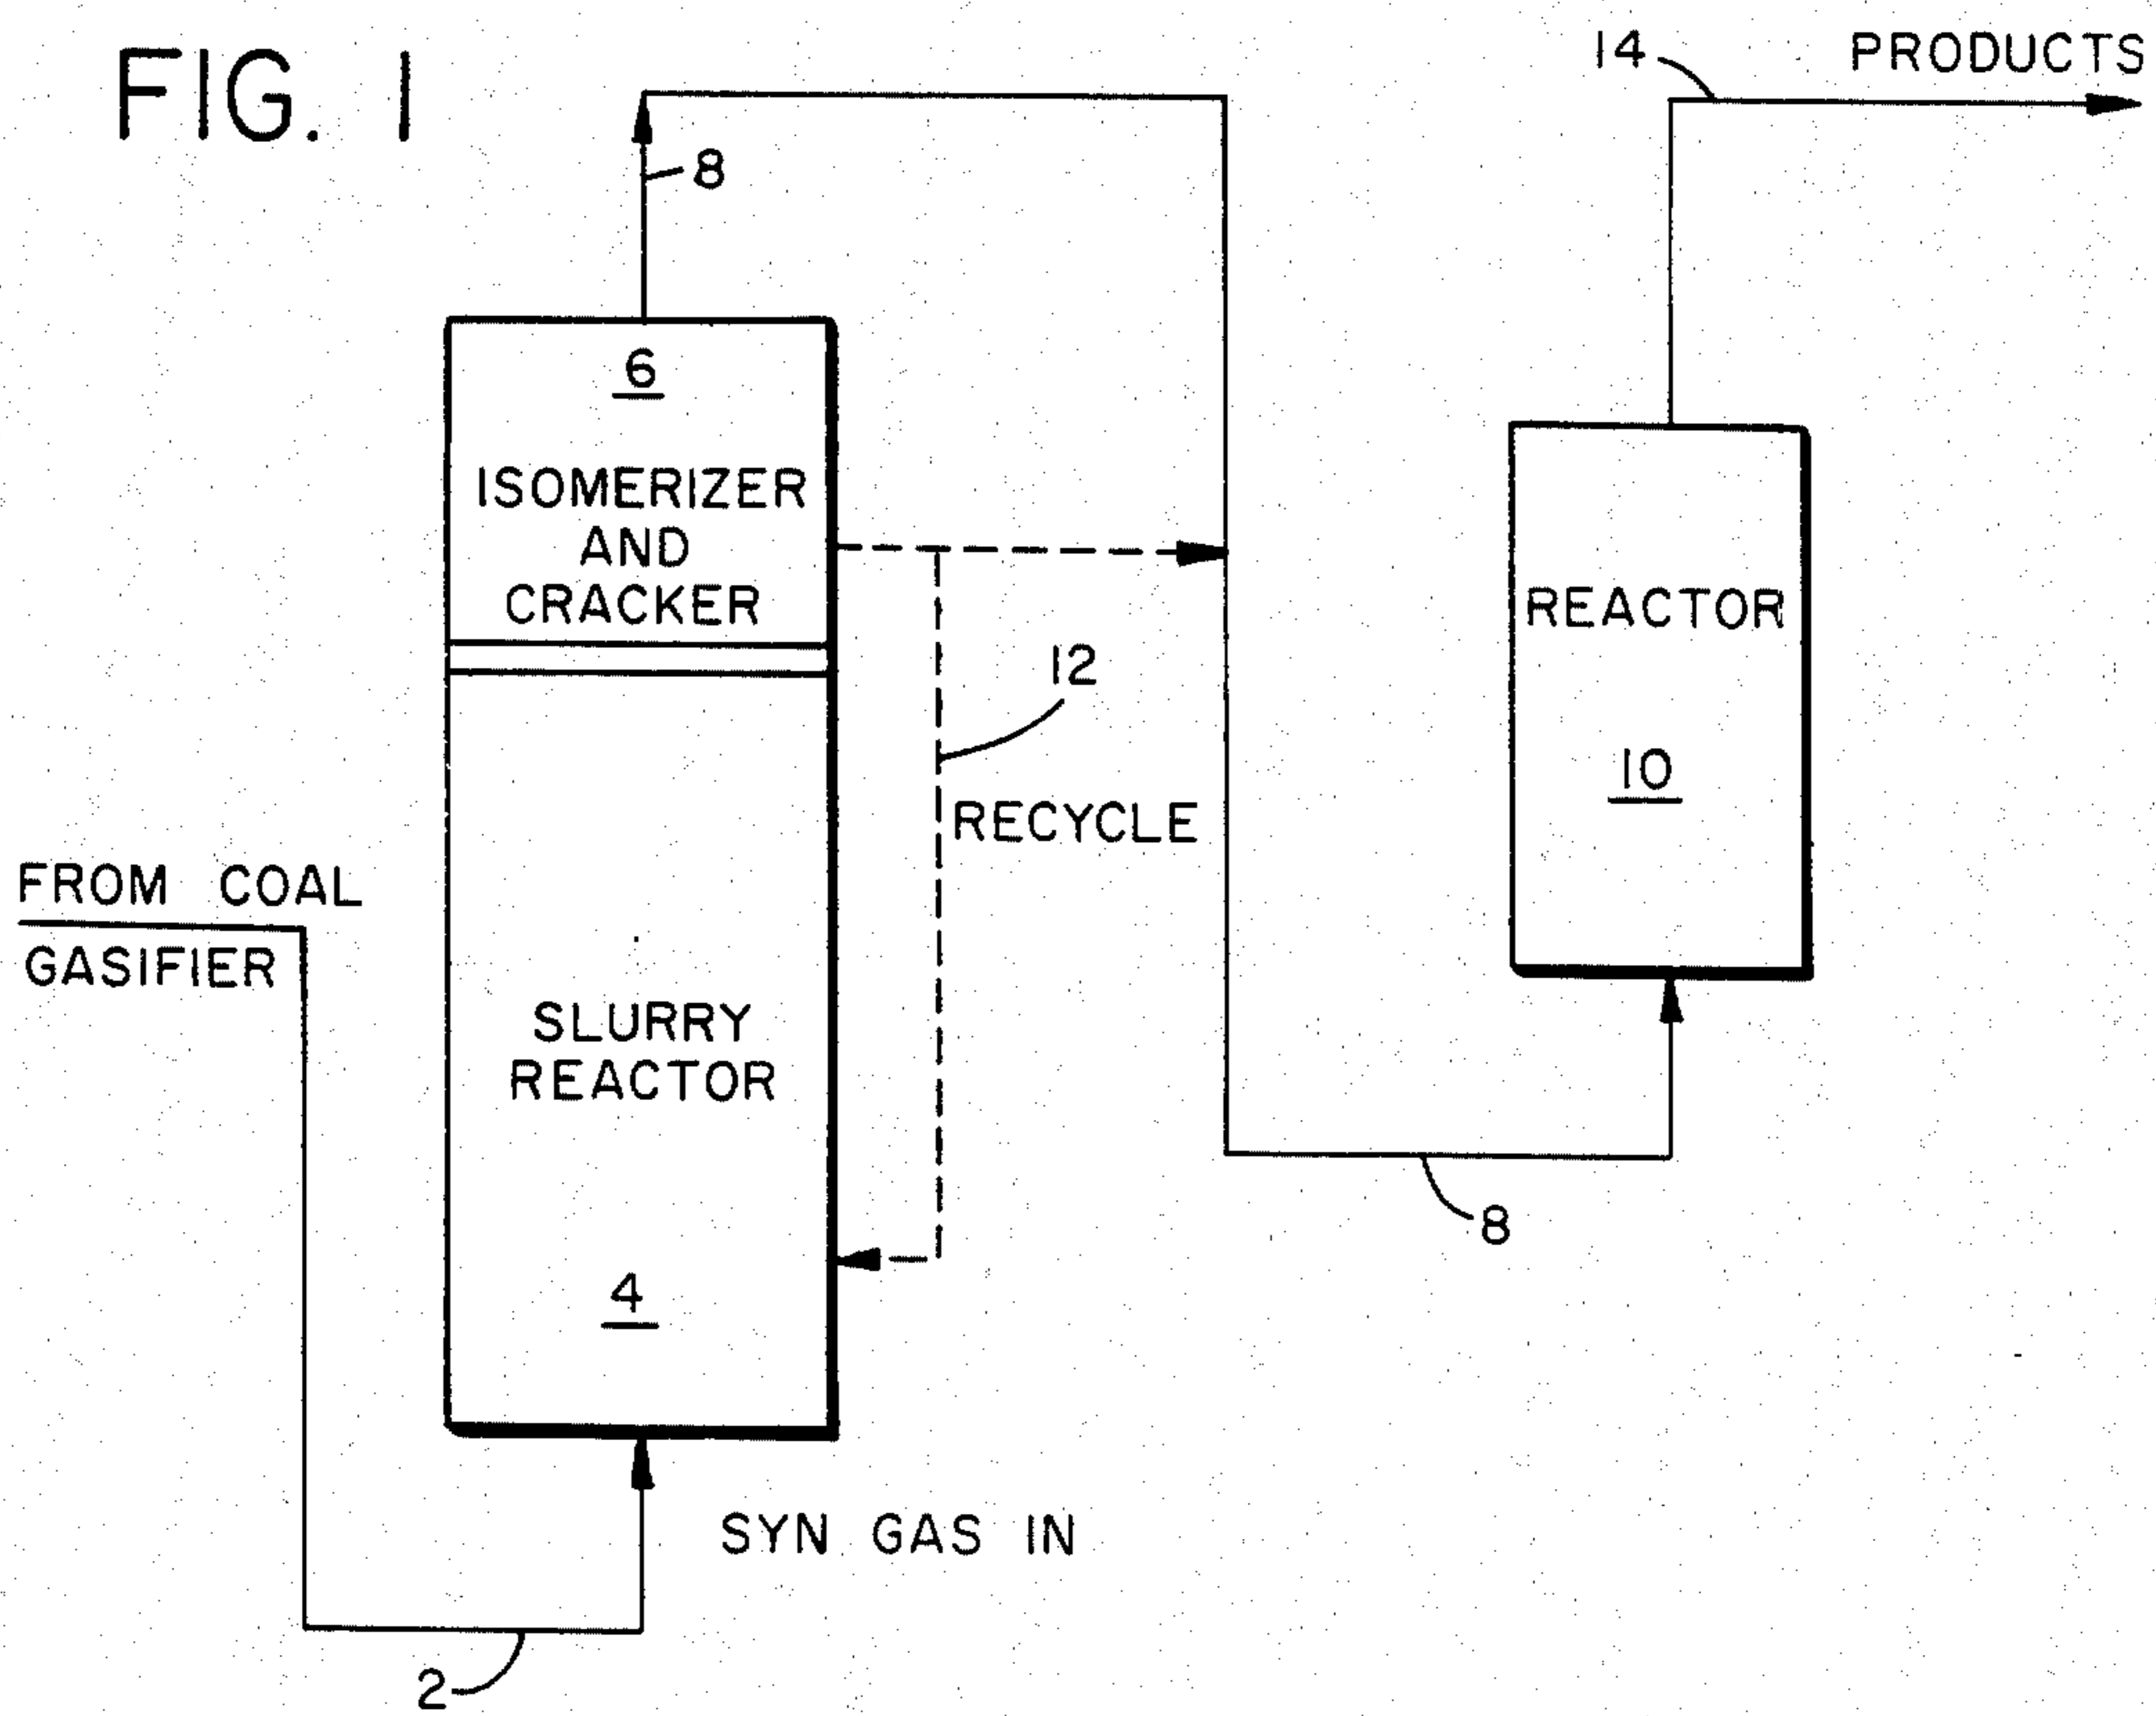 FIG. 1
14
PRODUCTS
8
6
ISOMERIZER
AND
CRACKER
REACTOR
12
10
RECYCLE
FROM COAL
GASIFIER
SLURRY
REACTOR
8
4
SYN GAS IN
2